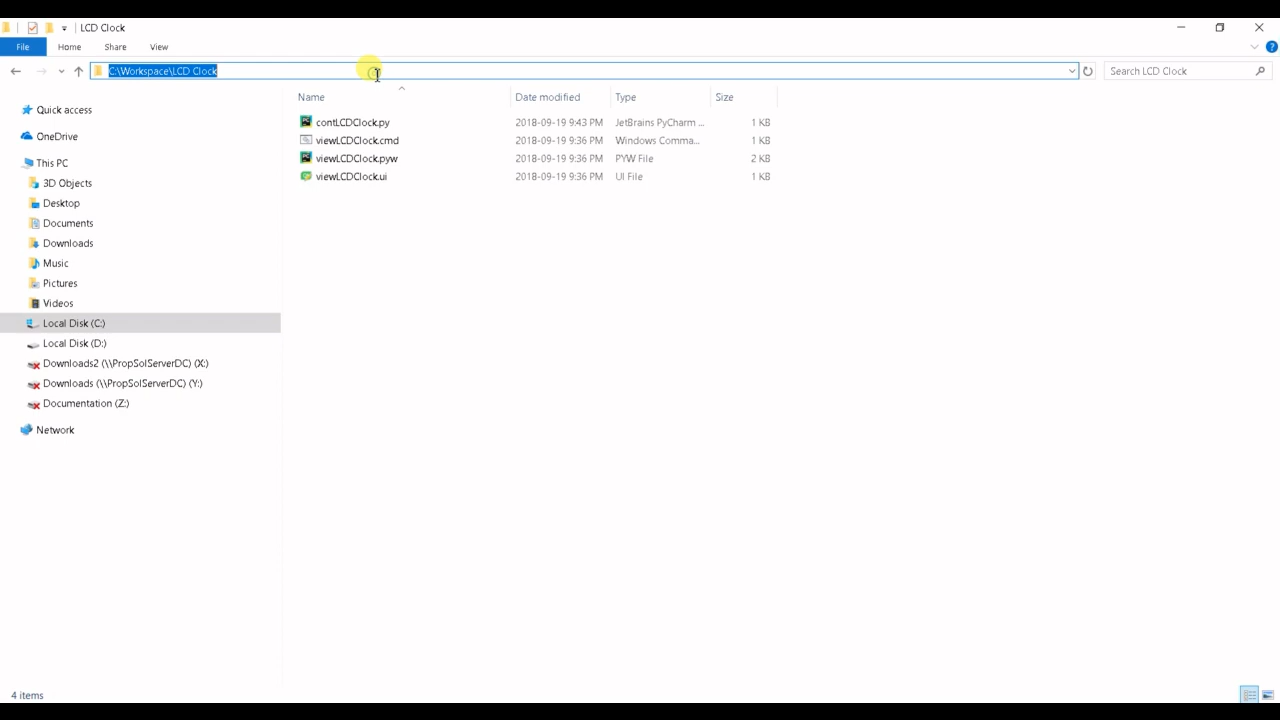 LCD Clock
File Home Share View
C:\Workspace\LCD Clock Search LCD Clock
Name Date modified Type Size
contLCDClock.py 2018-09-19 9:43 PM JetBrains PyCharm ... 1 KB
viewLCDClock.cmd 2018-09-19 9:36 PM Windows Comma... 1 KB
viewLCDClock.pyw 2018-09-19 9:36 PM PYW File 2 KB
viewLCDClock.ui 2018-09-19 9:36 PM UI File 1 KB
Quick access
OneDrive
This PC
3D Objects
Desktop
Documents
Downloads
Music
Pictures
Videos
Local Disk (C:)
Local Disk (D:)
Downloads2 (\\PropSolServerDC) (X:)
Downloads (\\PropSolServerDC) (Y:)
Documentation (Z:)
Network
4 items